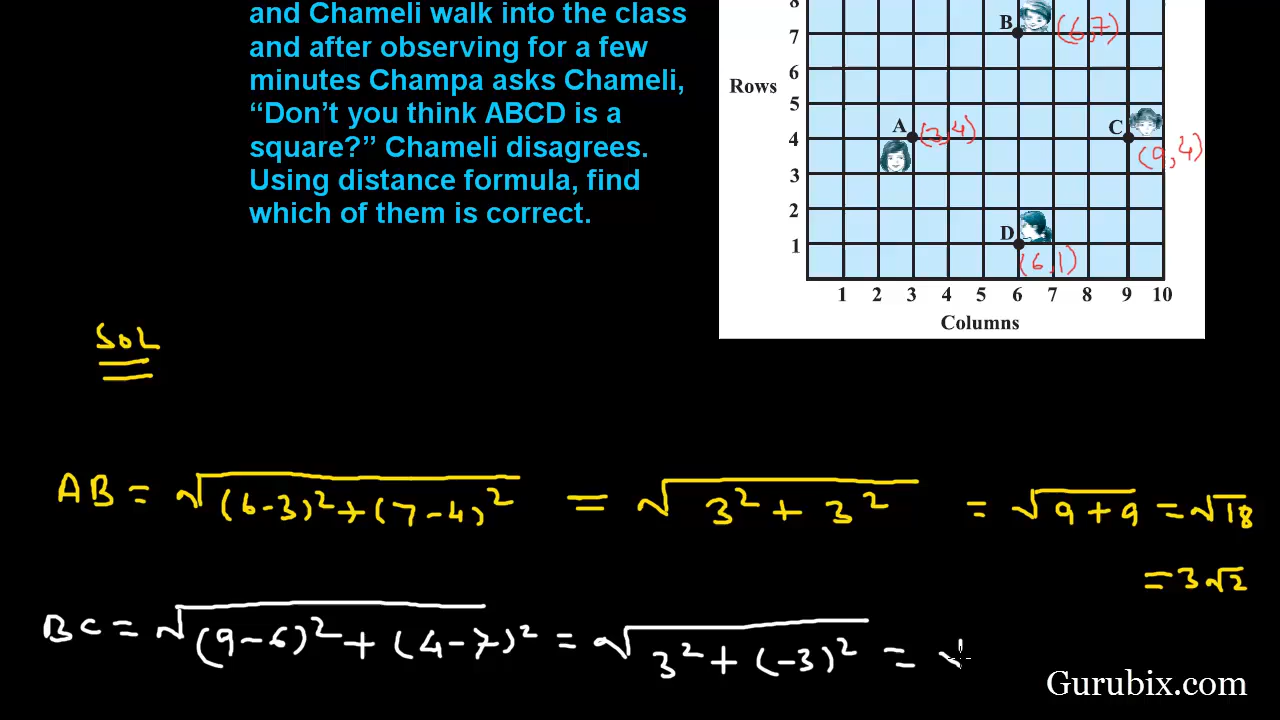 and Chameli walk into the class
and after observing for a few
minutes Champa asks Chameli,
“Don’t you think ABCD is a
square?” Chameli disagrees.
Using distance formula, find
which of them is correct.
8
B (6,7)
7
6
Rows
5
A (3,4)
C
4
(9,4)
3
2
D
1
(6,1)
1 2 3 4 5 6 7 8 9 10
Columns
SOL
AB = √(6-3)²+(7-4)² = √3²+3² = √9+9 = √18
= 3√2
BC = √(9-6)²+(4-7)² = √3²+(-3)² = √
Gurubix.com